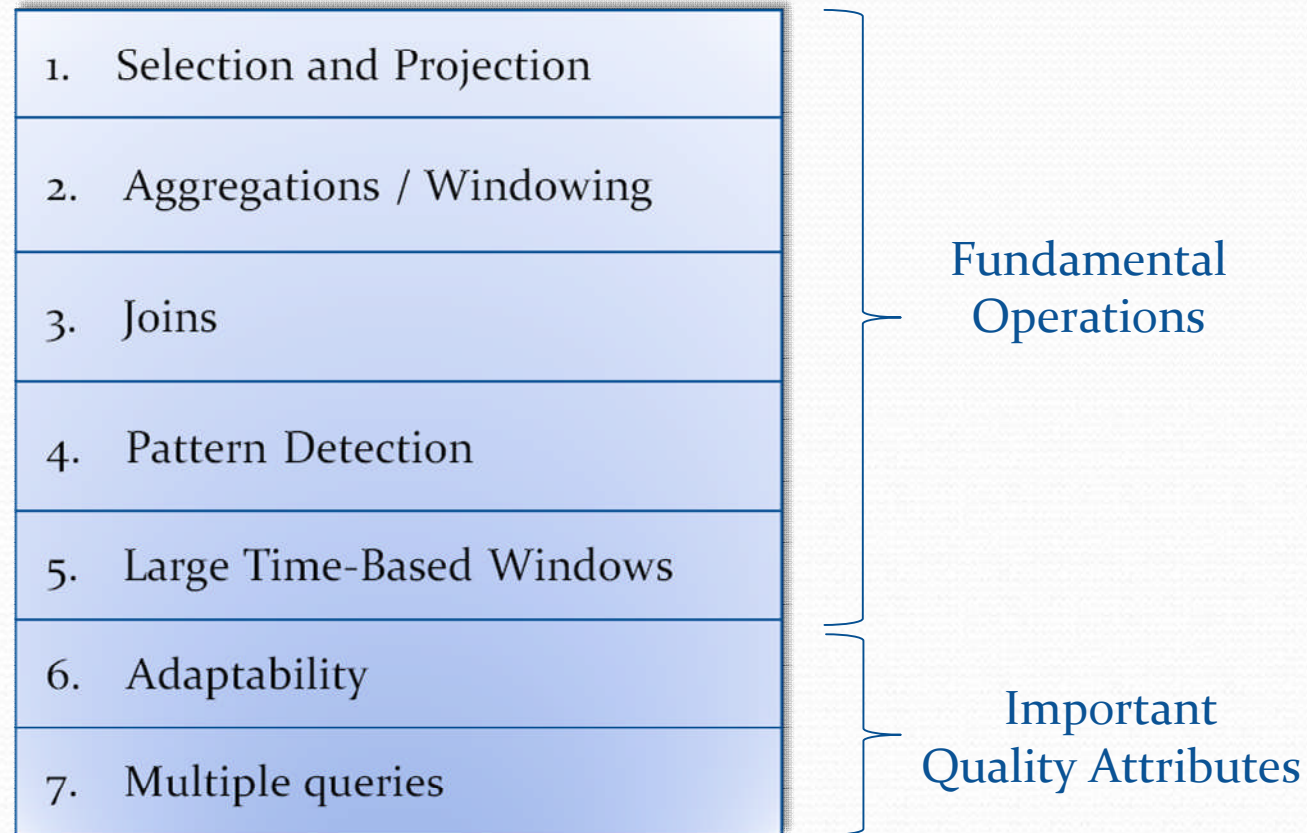 1. Selection and Projection
2. Aggregations / Windowing
3. Joins
4. Pattern Detection
5. Large Time-Based Windows
6. Adaptability
7. Multiple queries
Fundamental
Operations
Important
Quality Attributes